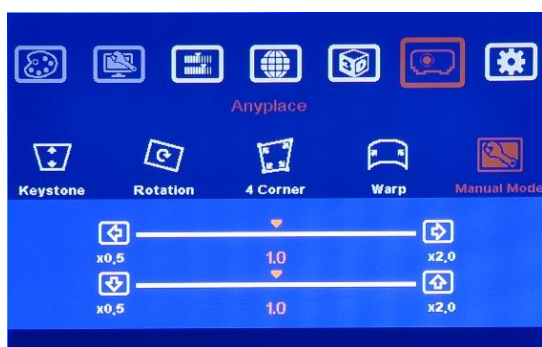 3D
Anyplace
Keystone Rotation 4 Corner Warp Manual Mode
x0,5 1.0 x2,0
x0,5 1.0 x2,0